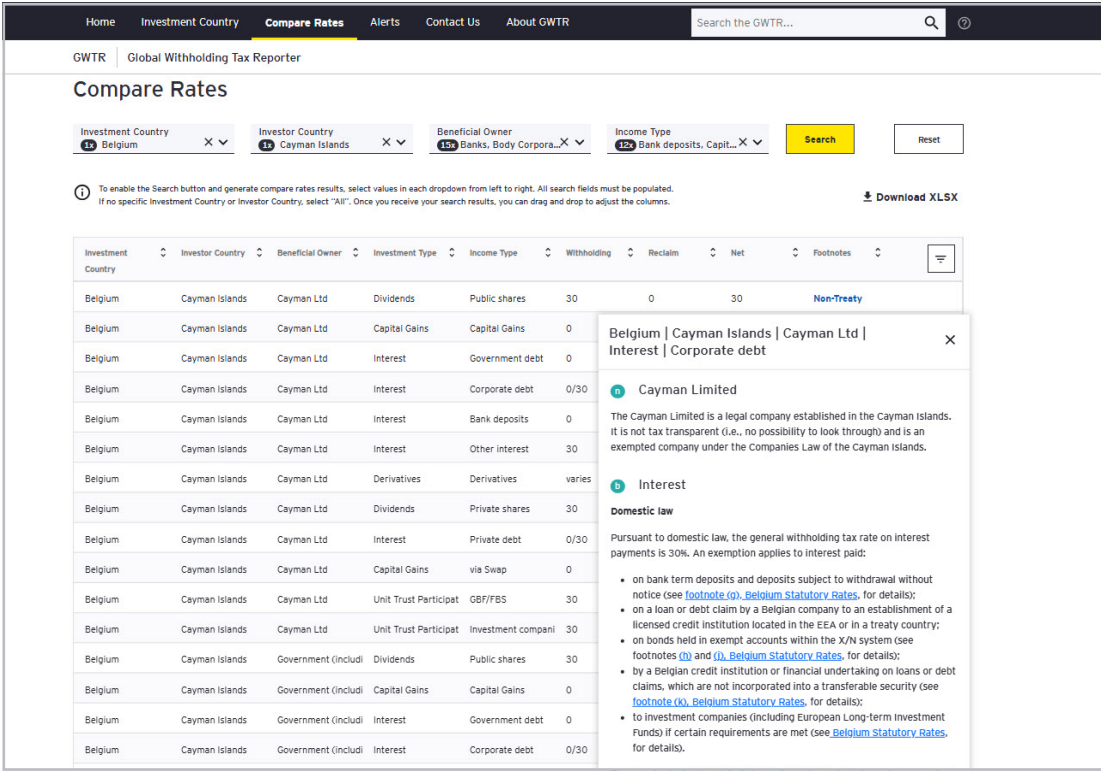 Home Investment Country Compare Rates Alerts Contact Us About GWTR Search the GWTR...
GWTR Global Withholding Tax Reporter
Compare Rates
Investment Country
1x Belgium
Investor Country
1x Cayman Islands
Beneficial Owner
15x Banks, Body Corpora...
Income Type
12x Bank deposits, Capit...
Search
Reset
To enable the Search button and generate compare rates results, select values in each dropdown from left to right. All search fields must be populated.
If no specific Investment Country or Investor Country, select "All". Once you receive your search results, you can drag and drop to adjust the columns.
Download XLSX
Investment Country Investor Country Beneficial Owner Investment Type Income Type Withholding Reclaim Net Footnotes
Belgium Cayman Islands Cayman Ltd Dividends Public shares 30 0 30 Non-Treaty
Belgium Cayman Islands Cayman Ltd Capital Gains Capital Gains 0
Belgium Cayman Islands Cayman Ltd Interest Government debt 0
Belgium Cayman Islands Cayman Ltd Interest Corporate debt 0/30
Belgium Cayman Islands Cayman Ltd Interest Bank deposits 0
Belgium Cayman Islands Cayman Ltd Interest Other interest 30
Belgium Cayman Islands Cayman Ltd Derivatives Derivatives varies
Belgium Cayman Islands Cayman Ltd Dividends Private shares 30
Belgium Cayman Islands Cayman Ltd Interest Private debt 0/30
Belgium Cayman Islands Cayman Ltd Capital Gains via Swap 0
Belgium Cayman Islands Cayman Ltd Unit Trust Participat GBF/FBS 30
Belgium Cayman Islands Cayman Ltd Unit Trust Participat Investment compani 30
Belgium Cayman Islands Government (includi Dividends Public shares 30
Belgium Cayman Islands Government (includi Capital Gains Capital Gains 0
Belgium Cayman Islands Government (includi Interest Government debt 0
Belgium Cayman Islands Government (includi Interest Corporate debt 0/30
Belgium | Cayman Islands | Cayman Ltd |
Interest | Corporate debt
n Cayman Limited
The Cayman Limited is a legal company established in the Cayman Islands.
It is not tax transparent (i.e., no possibility to look through) and is an
exempted company under the Companies Law of the Cayman Islands.
b Interest
Domestic law
Pursuant to domestic law, the general withholding tax rate on interest
payments is 30%. An exemption applies to interest paid:
• on bank term deposits and deposits subject to withdrawal without
notice (see footnote (g), Belgium Statutory Rates, for details);
• on a loan or debt claim by a Belgian company to an establishment of a
licensed credit institution located in the EEA or in a treaty country;
• on bonds held in exempt accounts within the X/N system (see
footnotes (h) and (i), Belgium Statutory Rates, for details);
• by a Belgian credit institution or financial undertaking on loans or debt
claims, which are not incorporated into a transferable security (see
footnote (k), Belgium Statutory Rates, for details);
• to investment companies (including European Long-term Investment
Funds) if certain requirements are met (see Belgium Statutory Rates,
for details).